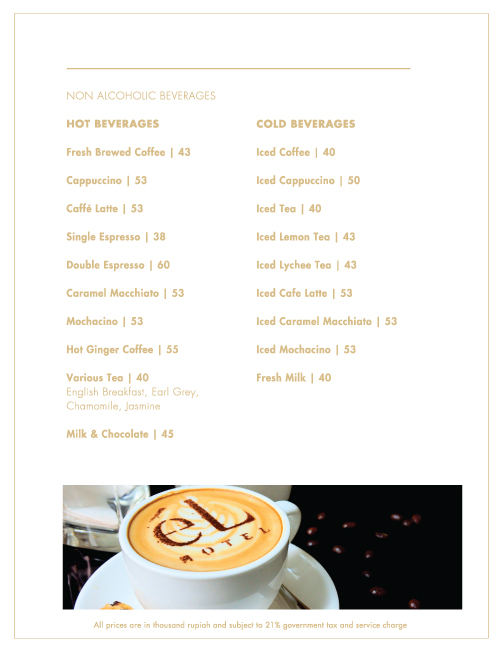 NON ALCOHOLIC BEVERAGES
HOT BEVERAGES
Fresh Brewed Coffee | 43
Cappuccino | 53
Caffé Latte | 53
Single Espresso | 38
Double Espresso | 60
Caramel Macchiato | 53
Mochacino | 53
Hot Ginger Coffee | 55
Various Tea | 40
English Breakfast, Earl Grey,
Chamomile, Jasmine
Milk & Chocolate | 45
COLD BEVERAGES
Iced Coffee | 40
Iced Cappuccino | 50
Iced Tea | 40
Iced Lemon Tea | 43
Iced Lychee Tea | 43
Iced Cafe Latte | 53
Iced Caramel Macchiato | 53
Iced Mochacino | 53
Fresh Milk | 40
eL
HOTEL
All prices are in thousand rupiah and subject to 21% government tax and service charge